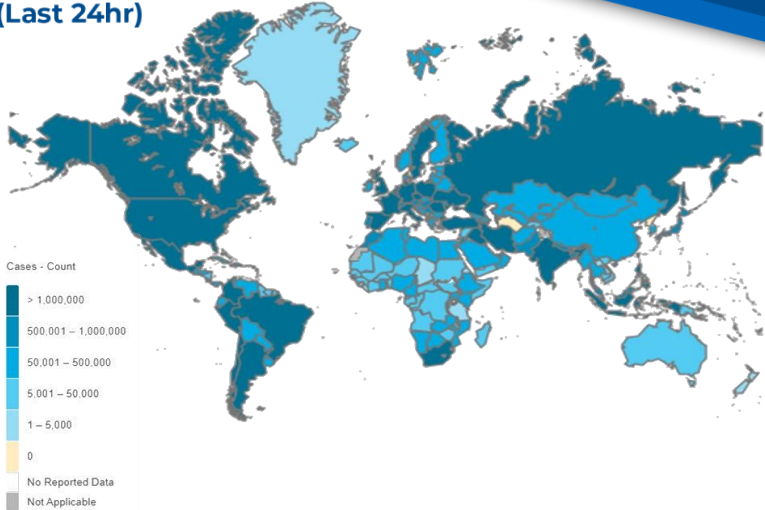 (Last 24hr)
Cases - Count
> 1,000,000
500,001 – 1,000,000
50,001 – 500,000
5,001 – 50,000
1 – 5,000
0
No Reported Data
Not Applicable